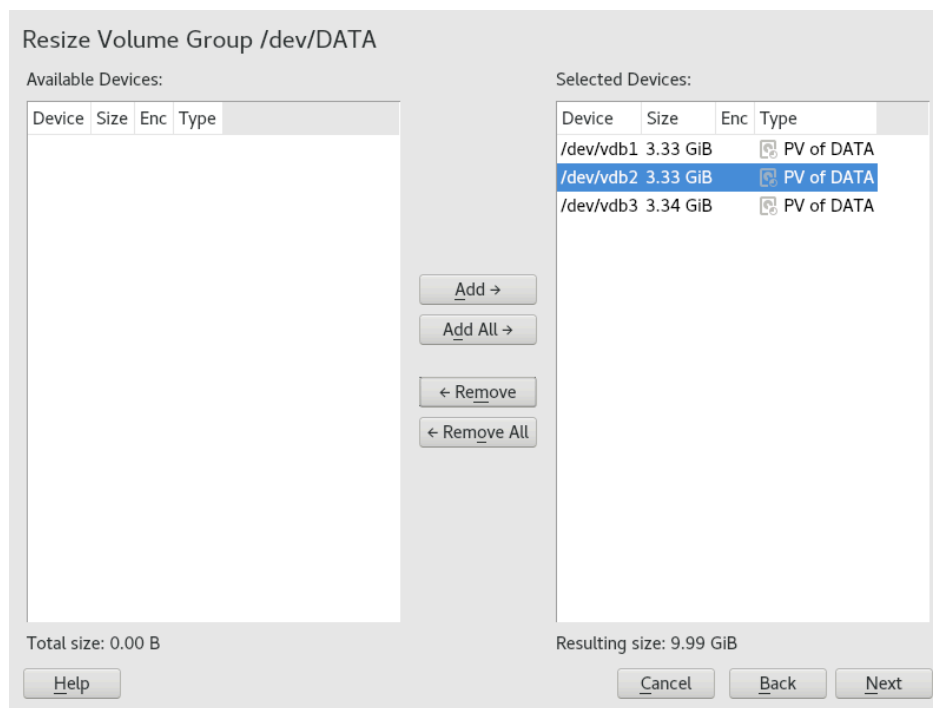 Resize Volume Group /dev/DATA
Available Devices:
Device Size Enc Type
Total size: 0.00 B
Add →
Add All →
← Remove
← Remove All
Selected Devices:
Device Size Enc Type
/dev/vdb1 3.33 GiB PV of DATA
/dev/vdb2 3.33 GiB PV of DATA
/dev/vdb3 3.34 GiB PV of DATA
Resulting size: 9.99 GiB
Help
Cancel
Back
Next